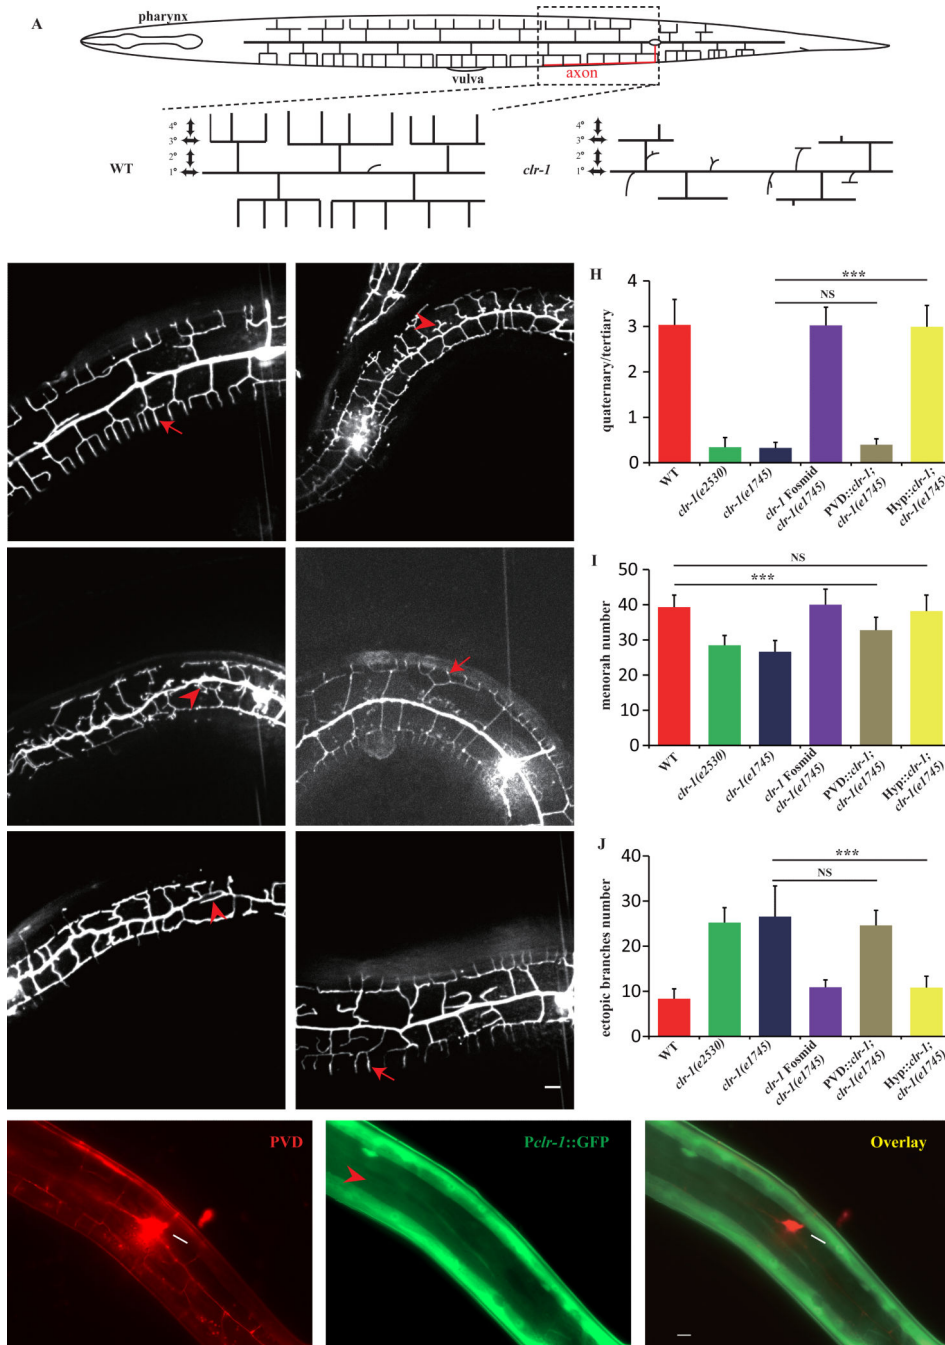 A
pharynx
vulva
axon
WT
4°
3°
2°
1°
clr-1
4°
3°
2°
1°
H
quaternary/tertiary
4
3
2
1
0
***
NS
WT
clr-1(e2530)
clr-1(e1745)
clr-1 Fosmid
clr-1(e1745)
PVD::clr-1;
clr-1(e1745)
Hyp::clr-1;
clr-1(e1745)
I
menorah number
50
40
30
20
10
0
NS
***
WT
clr-1(e2530)
clr-1(e1745)
clr-1 Fosmid
clr-1(e1745)
PVD::clr-1;
clr-1(e1745)
Hyp::clr-1;
clr-1(e1745)
J
ectopic branches number
40
30
20
10
0
***
NS
WT
clr-1(e2530)
clr-1(e1745)
clr-1 Fosmid
clr-1(e1745)
PVD::clr-1;
clr-1(e1745)
Hyp::clr-1;
clr-1(e1745)
PVD
Pclr-1::GFP
Overlay